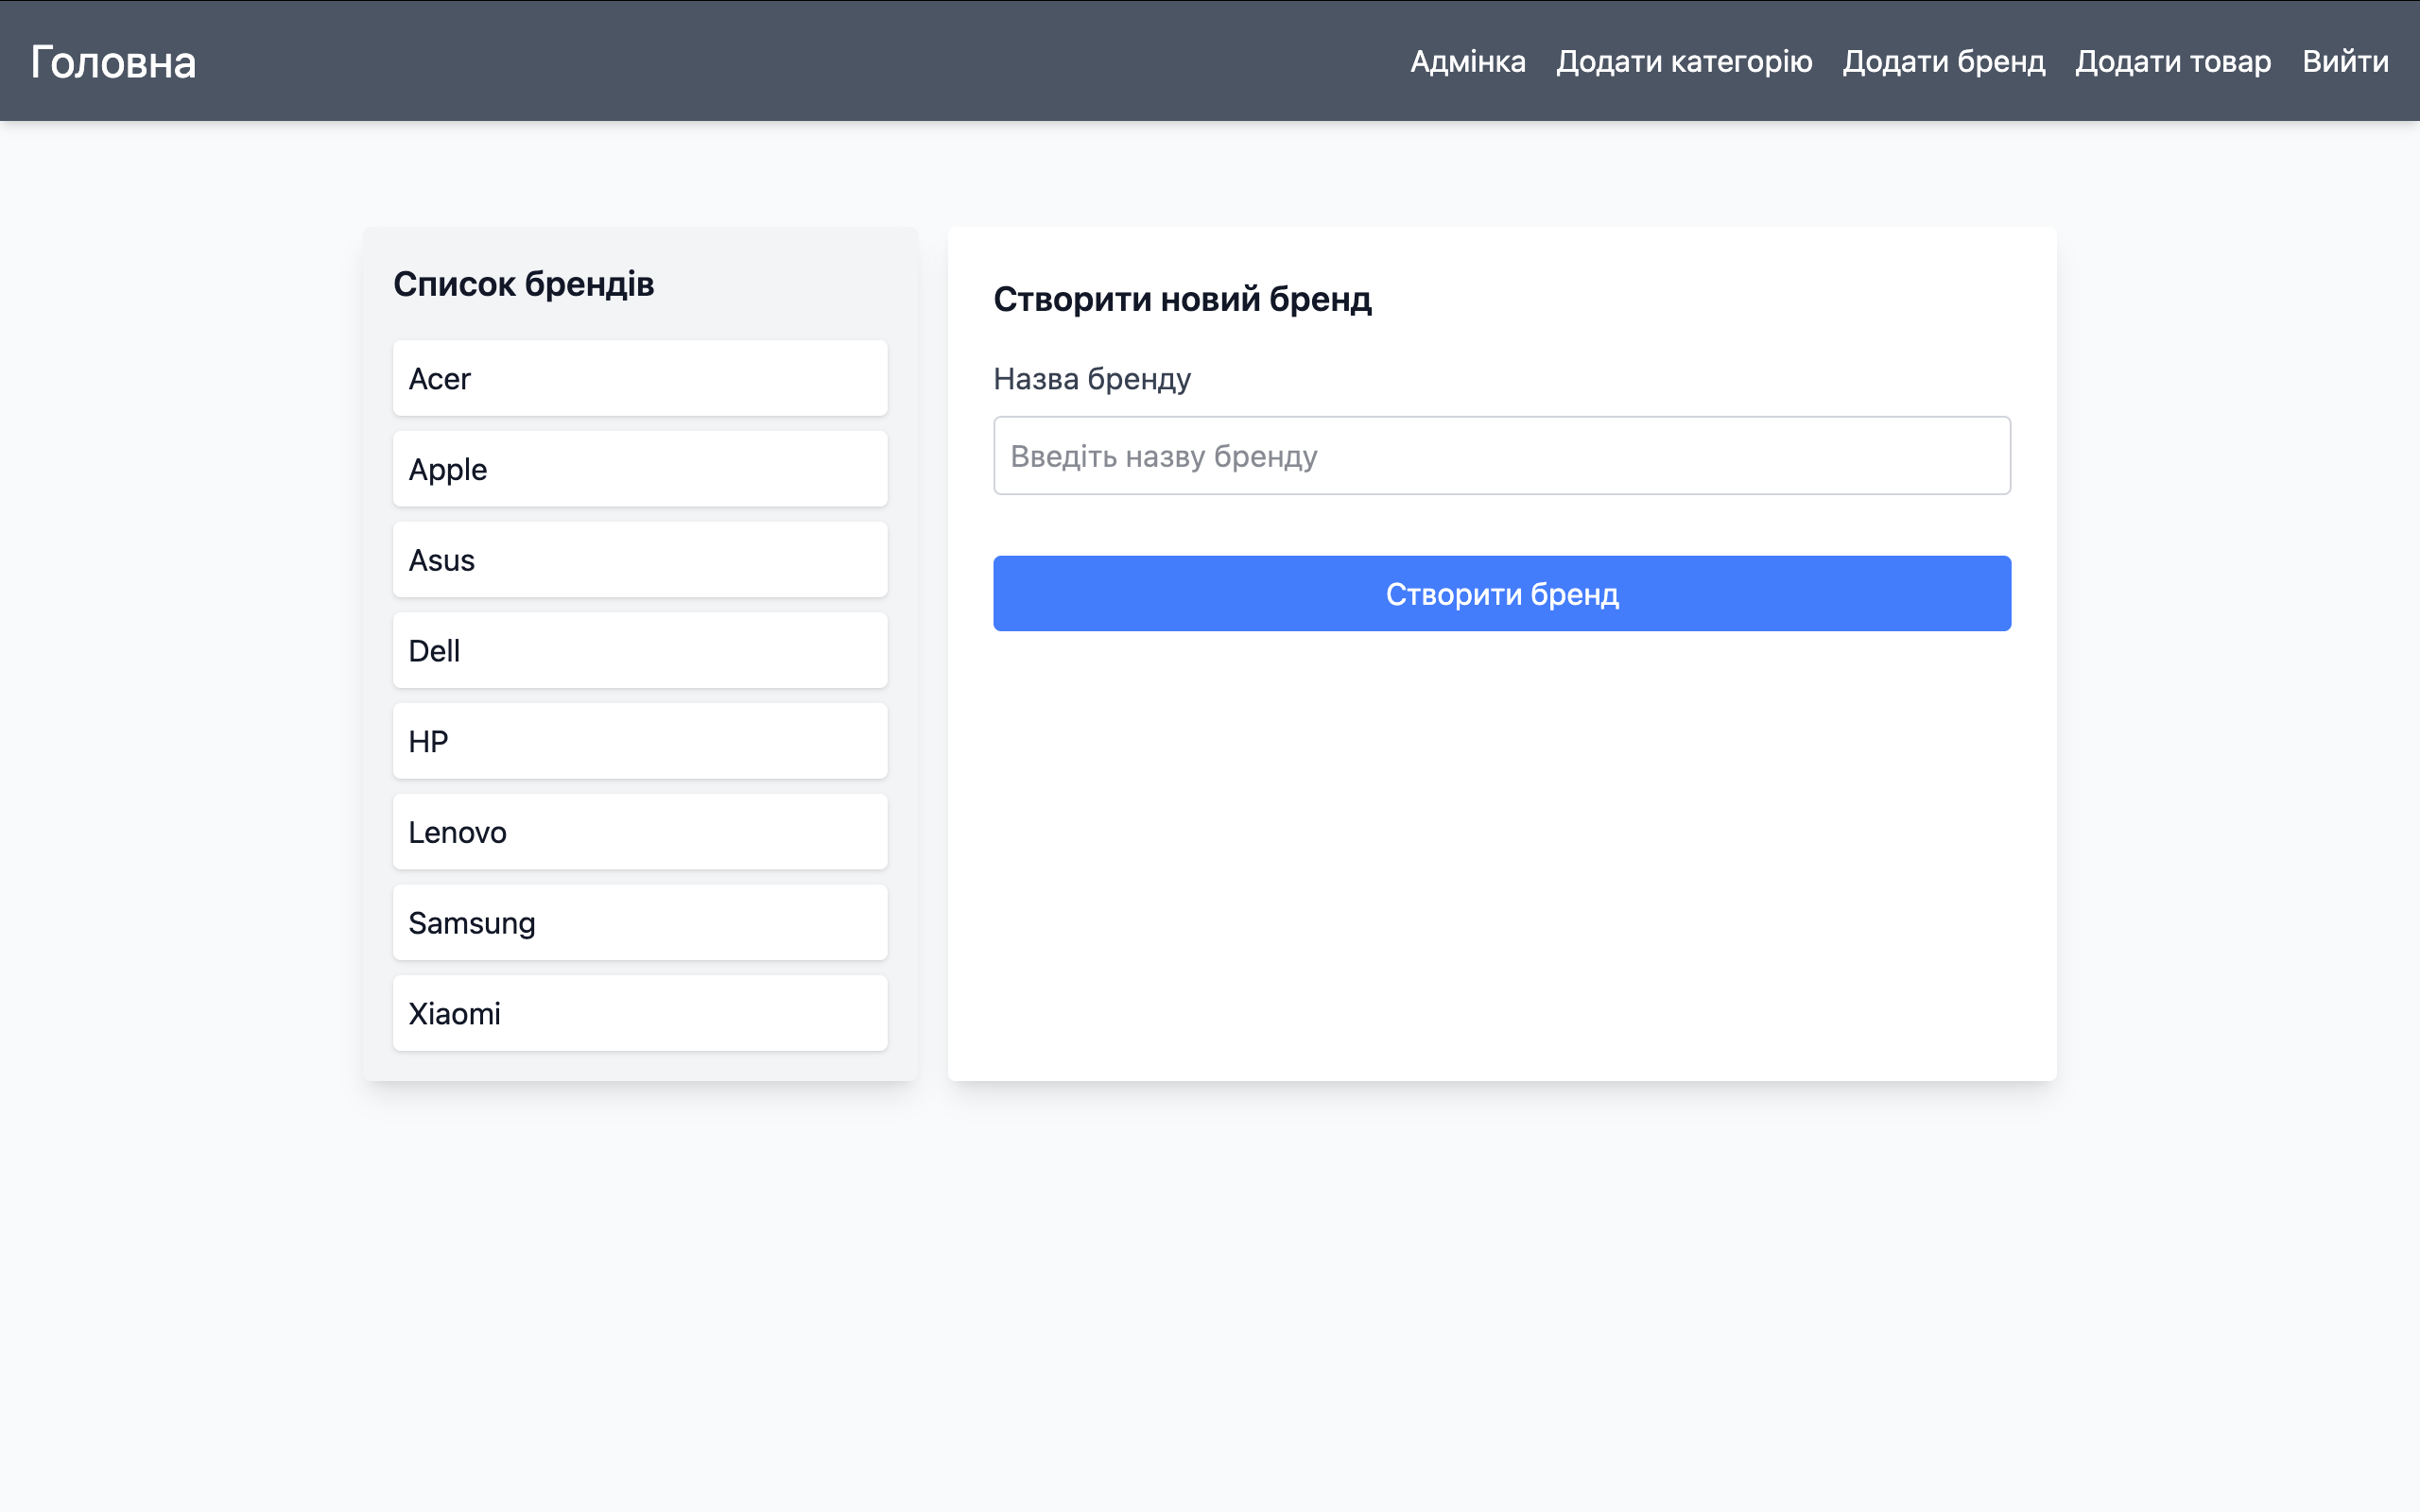 Головна
Адмінка Додати категорію Додати бренд Додати товар Вийти
Список брендів
Acer
Apple
Asus
Dell
HP
Lenovo
Samsung
Xiaomi
Створити новий бренд
Назва бренду
Введіть назву бренду
Створити бренд